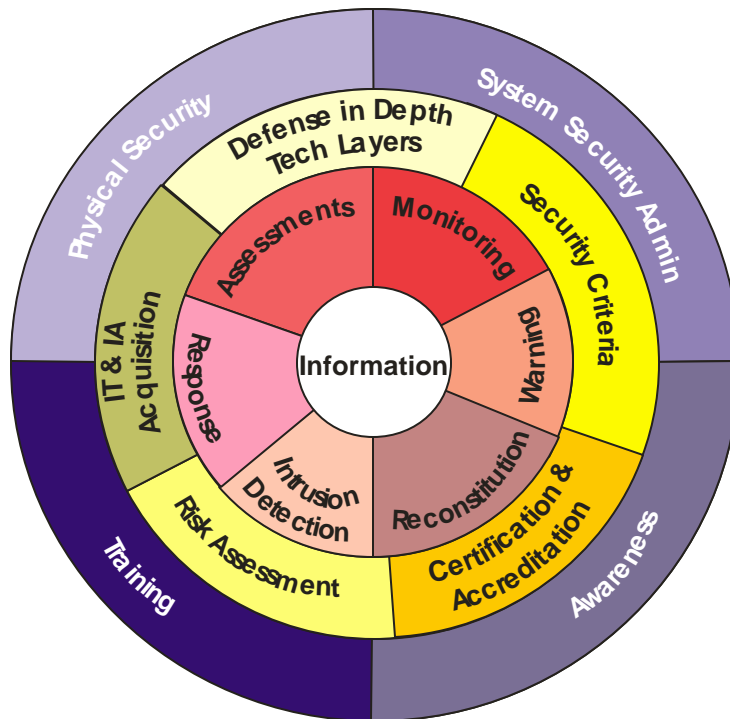 Physical Security
System Security Admin
Defense in Depth
Tech Layers
Security Criteria
Assessments
Monitoring
IT & IA
Acquisition
Response
Information
Warning
Intrusion
Detection
Reconstitution
Risk Assessment
Certification &
Accreditation
Training
Awareness